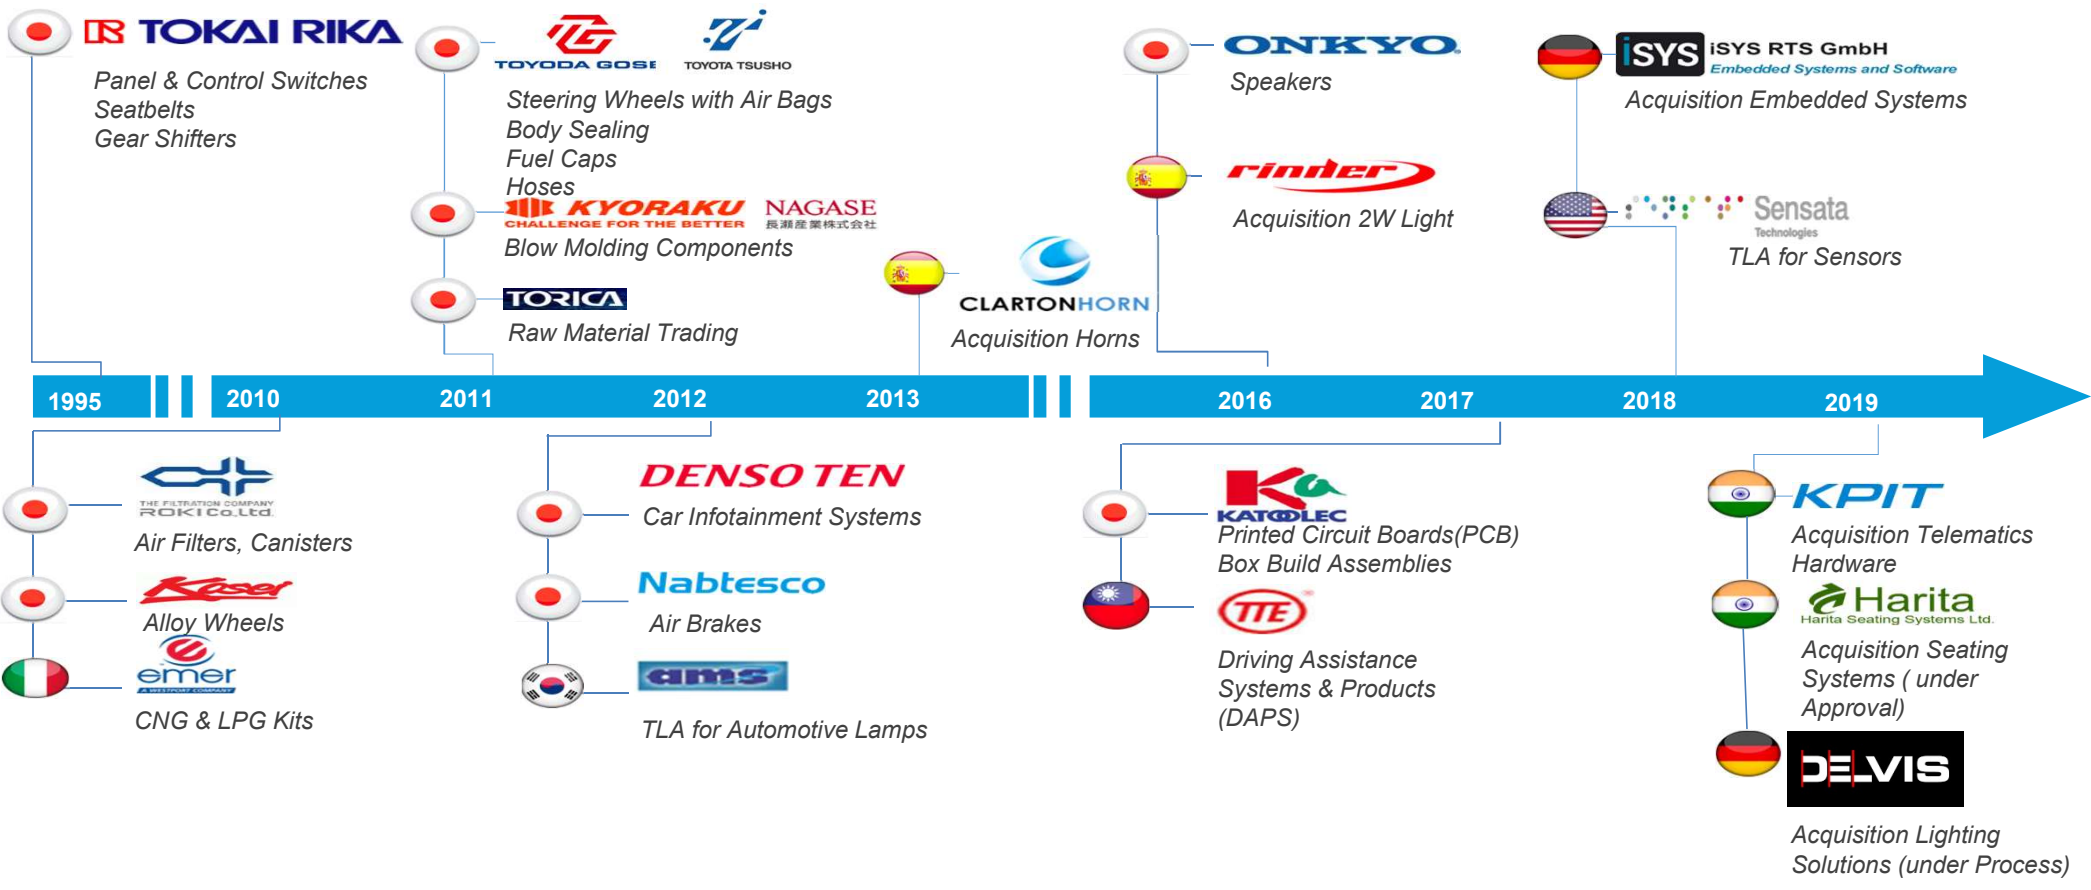 TOKAI RIKA
Panel & Control Switches
Seatbelts
Gear Shifters
TOYODA GOSE
TOYOTA TSUSHO
Steering Wheels with Air Bags
Body Sealing
Fuel Caps
Hoses
KYORAKU
CHALLENGE FOR THE BETTER
NAGASE
長瀬産業株式会社
Blow Molding Components
TORICA
Raw Material Trading
CLARTONHORN
Acquisition Horns
ONKYO
Speakers
rinder
Acquisition 2W Light
iSYS
iSYS RTS GmbH
Embedded Systems and Software
Acquisition Embedded Systems
Sensata
Technologies
TLA for Sensors
1995
2010
2011
2012
2013
2016
2017
2018
2019
THE FILTRATION COMPANY
ROKI Co.,Ltd.
Air Filters, Canisters
Kosei
Alloy Wheels
emer
A WESTPORT COMPANY
CNG & LPG Kits
DENSO TEN
Car Infotainment Systems
Nabtesco
Air Brakes
ams
TLA for Automotive Lamps
KATOOLEC
Printed Circuit Boards(PCB)
Box Build Assemblies
TTE
Driving Assistance
Systems & Products
(DAPS)
KPIT
Acquisition Telematics
Hardware
Harita
Harita Seating Systems Ltd.
Acquisition Seating
Systems ( under
Approval)
DELVIS
Acquisition Lighting
Solutions (under Process)